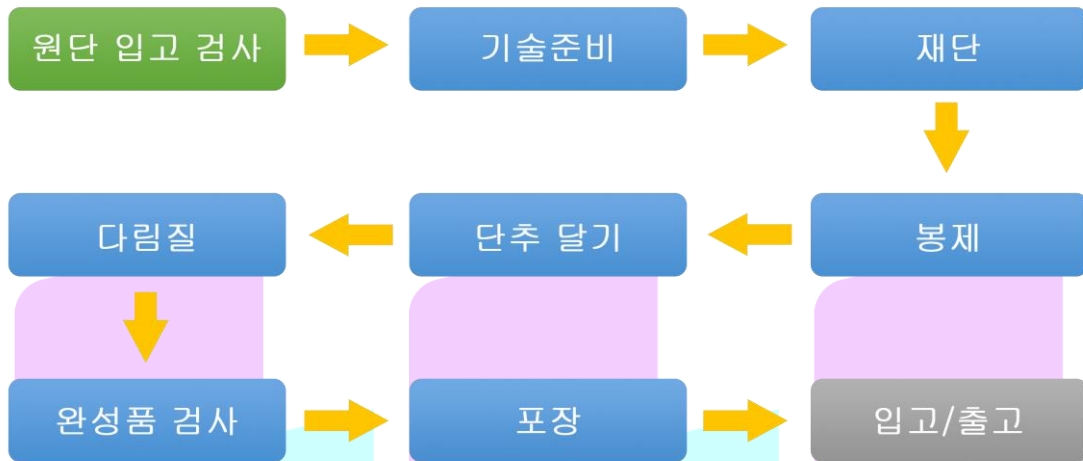 원단 입고 검사
기술준비
재단
봉제
단추 달기
다림질
완성품 검사
포장
입고/출고